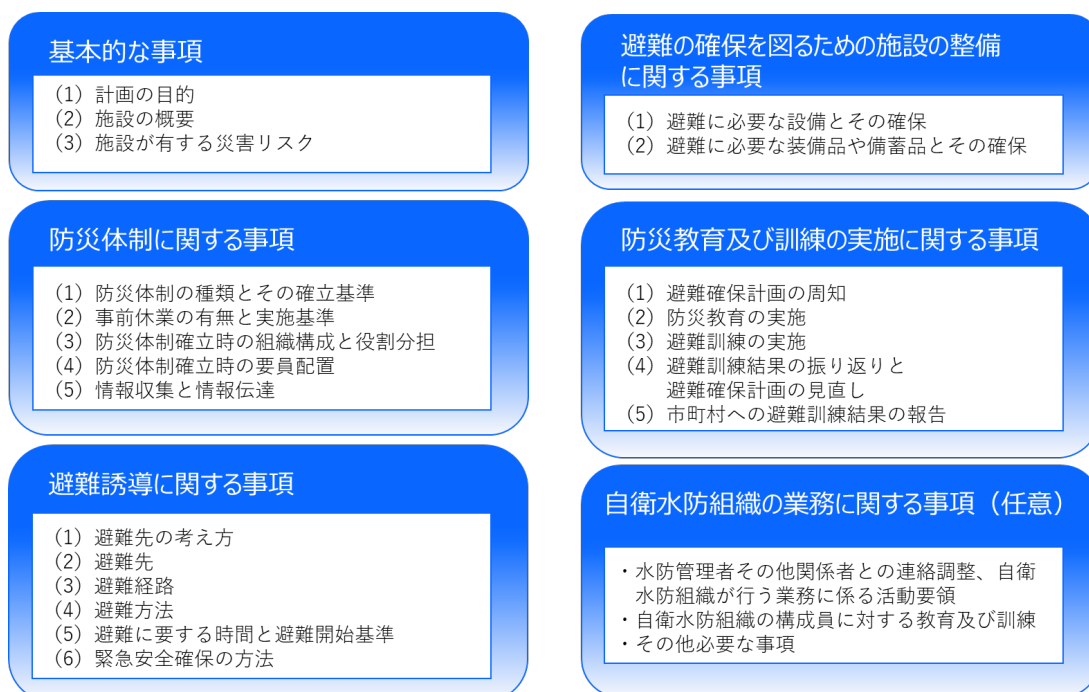 基本的な事項
(1) 計画の目的
(2) 施設の概要
(3) 施設が有する災害リスク
防災体制に関する事項
(1) 防災体制の種類とその確立基準
(2) 事前休業の有無と実施基準
(3) 防災体制確立時の組織構成と役割分担
(4) 防災体制確立時の要員配置
(5) 情報収集と情報伝達
避難誘導に関する事項
(1) 避難先の考え方
(2) 避難先
(3) 避難経路
(4) 避難方法
(5) 避難に要する時間と避難開始基準
(6) 緊急安全確保の方法
避難の確保を図るための施設の整備
に関する事項
(1) 避難に必要な設備とその確保
(2) 避難に必要な装備品や備蓄品とその確保
防災教育及び訓練の実施に関する事項
(1) 避難確保計画の周知
(2) 防災教育の実施
(3) 避難訓練の実施
(4) 避難訓練結果の振り返りと
避難確保計画の見直し
(5) 市町村への避難訓練結果の報告
自衛水防組織の業務に関する事項（任意）
・水防管理者その他関係者との連絡調整、自衛
水防組織が行う業務に係る活動要領
・自衛水防組織の構成員に対する教育及び訓練
・その他必要な事項